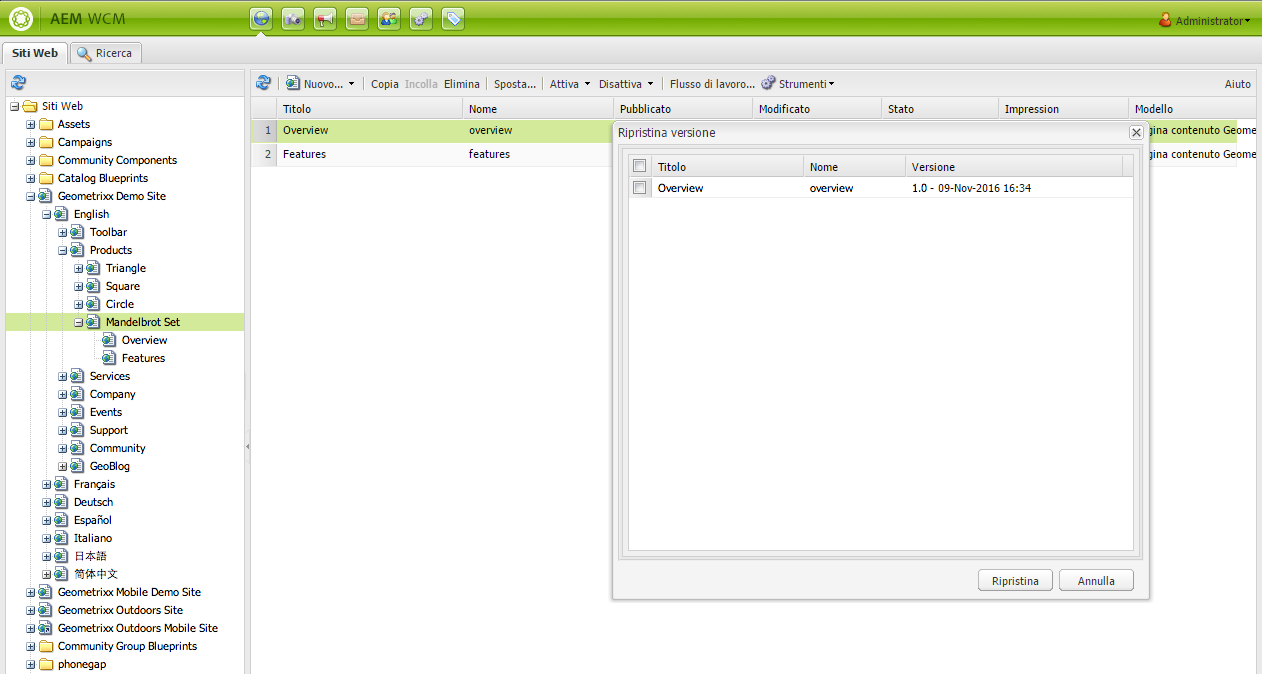 AEM WCM
Administrator
Siti Web
Ricerca
Nuovo...
Copia
Incolla
Elimina
Sposta...
Attiva
Disattiva
Flusso di lavoro...
Strumenti
Aiuto
Siti Web
Assets
Campaigns
Community Components
Catalog Blueprints
Geometrixx Demo Site
English
Toolbar
Products
Triangle
Square
Circle
Mandelbrot Set
Overview
Features
Services
Company
Events
Support
Community
GeoBlog
Français
Deutsch
Español
Italiano
日本語
简体中文
Geometrixx Mobile Demo Site
Geometrixx Outdoors Site
Geometrixx Outdoors Mobile Site
Community Group Blueprints
phonegap
Titolo Nome Pubblicato Modificato Stato Impression Modello
1 Overview overview gina contenuto Geome
2 Features features gina contenuto Geome
Ripristina versione
Titolo Nome Versione
Overview overview 1.0 - 09-Nov-2016 16:34
Ripristina
Annulla